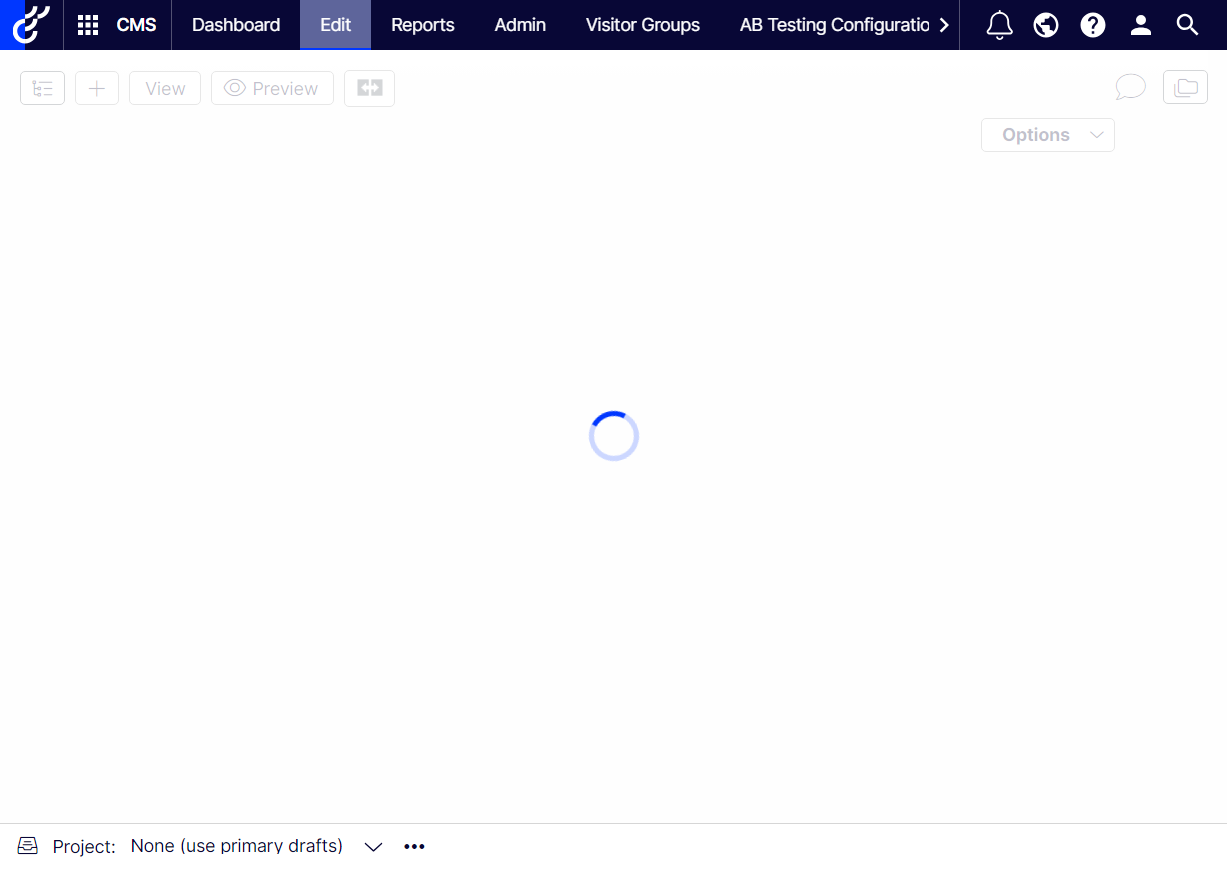 CMS Dashboard Edit Reports Admin Visitor Groups AB Testing Configuratio
View Preview
Options
Project: None (use primary drafts)